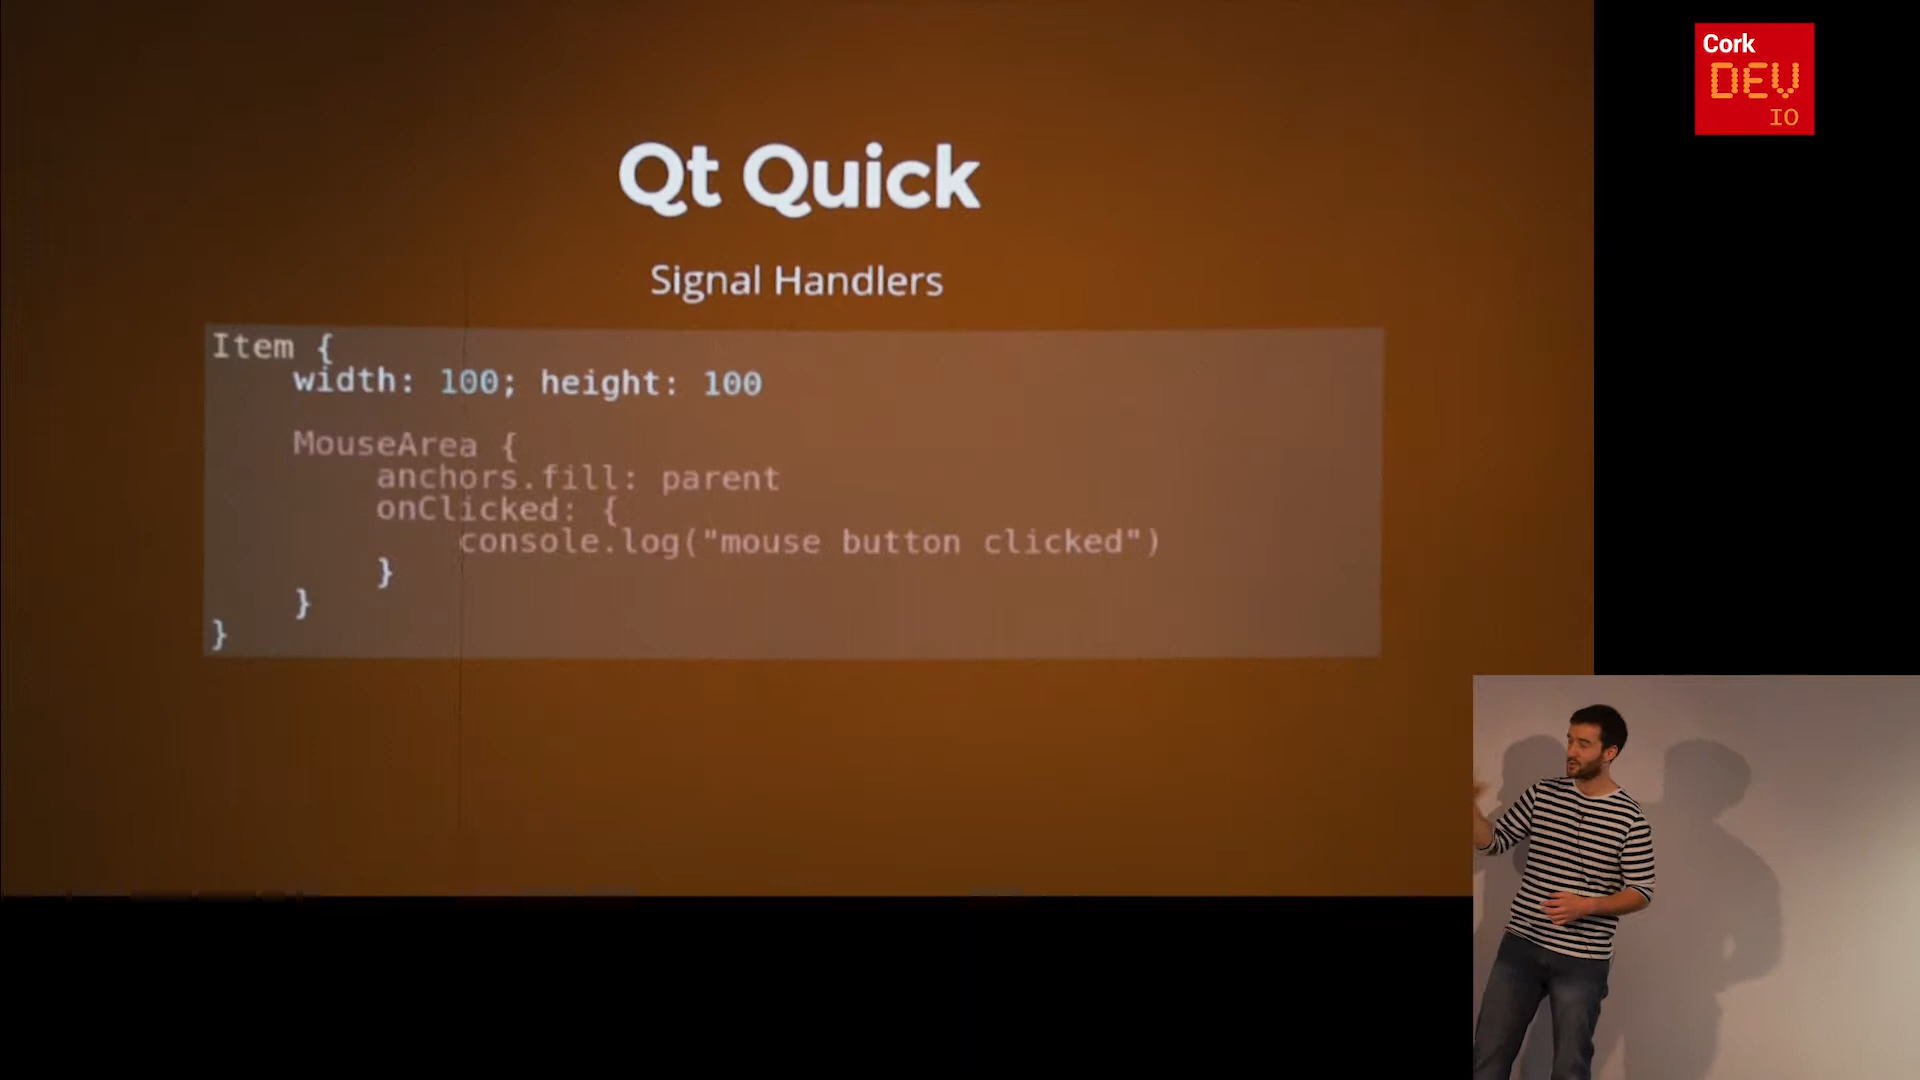 Cork
DEV
IO
Qt Quick
Signal Handlers
Item {
width: 100; height: 100
MouseArea {
anchors.fill: parent
onClicked: {
console.log("mouse button clicked")
}
}
}